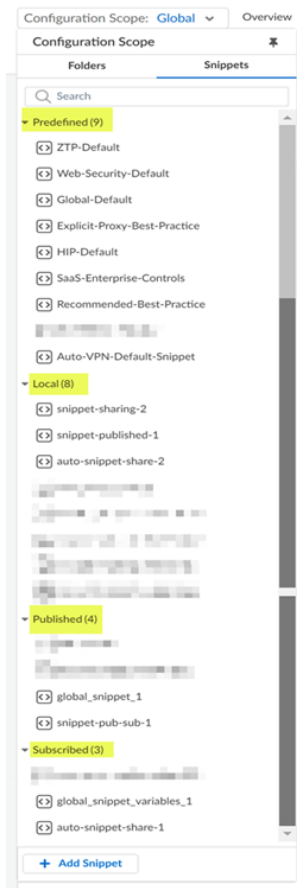 Configuration Scope: Global Overview
Configuration Scope
Folders Snippets
Search
Predefined (9)
ZTP-Default
Web-Security-Default
Global-Default
Explicit-Proxy-Best-Practice
HIP-Default
SaaS-Enterprise-Controls
Recommended-Best-Practice
Auto-VPN-Default-Snippet
Local (8)
snippet-sharing-2
snippet-published-1
auto-snippet-share-2
Published (4)
global_snippet_1
snippet-pub-sub-1
Subscribed (3)
global_snippet_variables_1
auto-snippet-share-1
+ Add Snippet